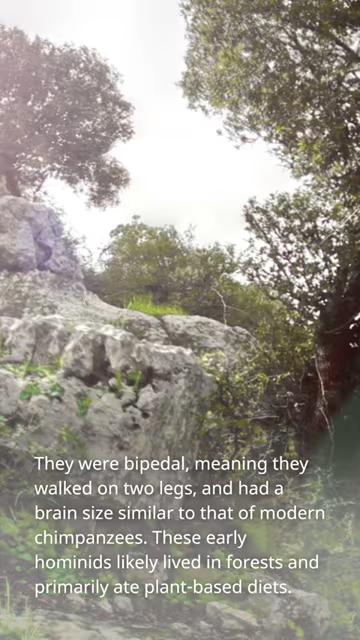 They were bipedal, meaning they
walked on two legs, and had a
brain size similar to that of modern
chimpanzees. These early
hominids likely lived in forests and
primarily ate plant-based diets.